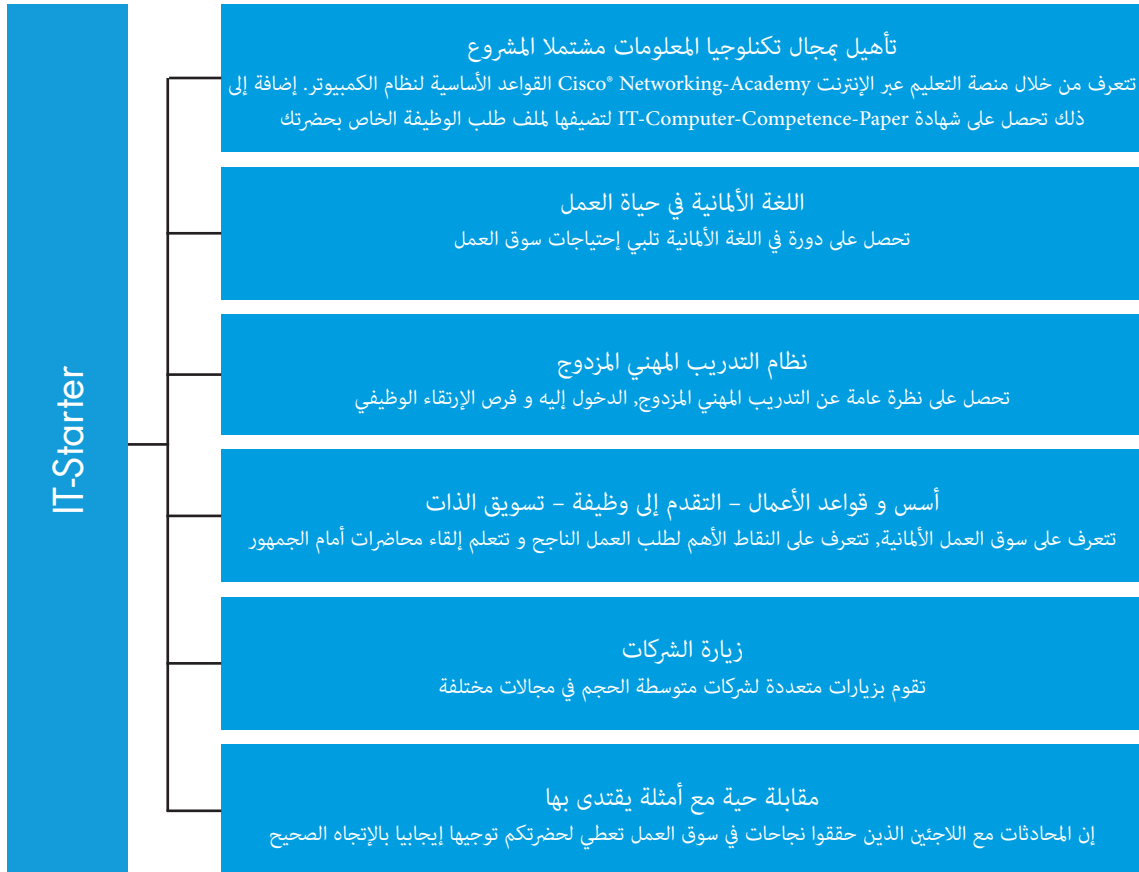 IT-Starter
تأهيل بمجال تكنلوجيا المعلومات مشتملا المشروع
تتعرف من خلال منصة التعليم عبر الإنترنت Cisco® Networking-Academy القواعد الأساسية لنظام الكمبيوتر. إضافة إلى
ذلك تحصل على شهادة IT-Computer-Competence-Paper لتضيفها لملف طلب الوظيفة الخاص بحضرتك
اللغة الألمانية في حياة العمل
تحصل على دورة في اللغة الألمانية تلبي إحتياجات سوق العمل
نظام التدريب المهني المزدوج
تحصل على نظرة عامة عن التدريب المهني المزدوج, الدخول إليه و فرص الإرتقاء الوظيفي
أسس و قواعد الأعمال – التقدم إلى وظيفة – تسويق الذات
تتعرف على سوق العمل الألمانية, تتعرف على النقاط الأهم لطلب العمل الناجح و تتعلم إلقاء محاضرات أمام الجمهور
زيارة الشركات
تقوم بزيارات متعددة لشركات متوسطة الحجم في مجالات مختلفة
مقابلة حية مع أمثلة يقتدى بها
إن المحادثات مع اللاجئين الذين حققوا نجاحات في سوق العمل تعطي لحضرتكم توجيها إيجابيا بالإتجاه الصحيح